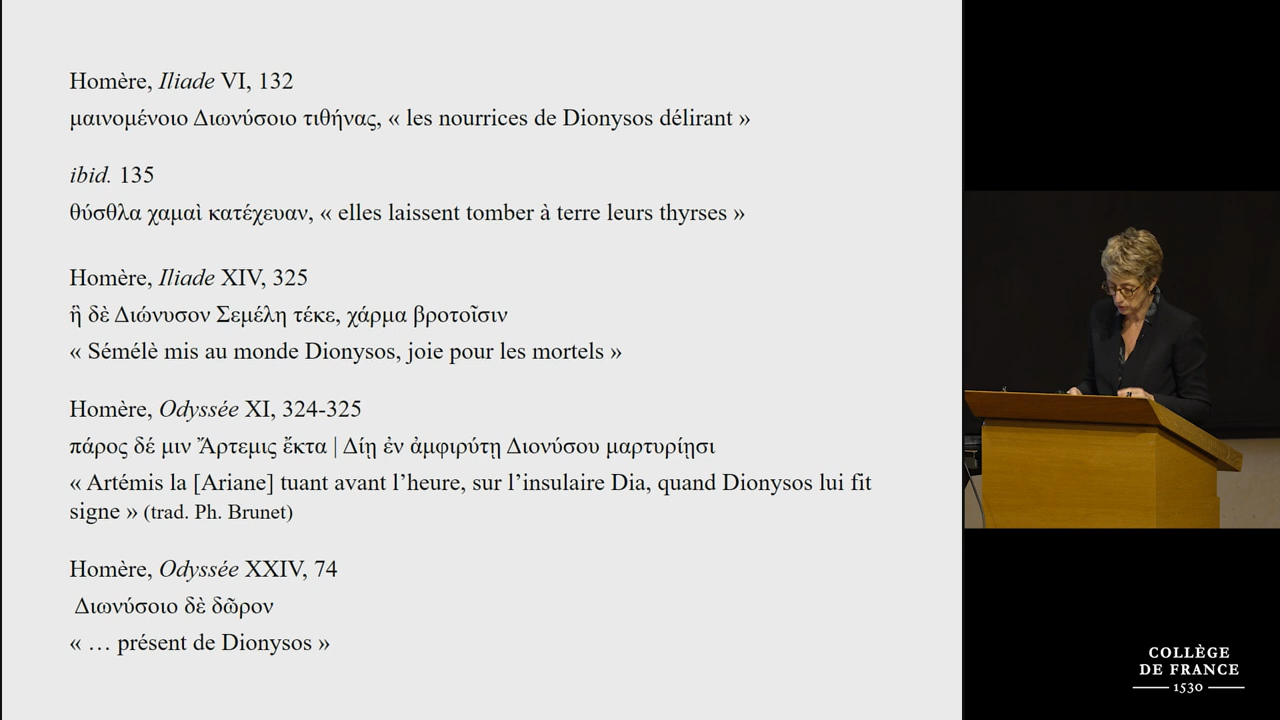 Homère, Iliade VI, 132
μαινομένοιο Διωνύσοιο τιθήνας, « les nourrices de Dionysos délirant »
ibid. 135
θύσθλα χαμαὶ κατέχευαν, « elles laissent tomber à terre leurs thyrses »
Homère, Iliade XIV, 325
ἣ δὲ Διώνυσον Σεμέλη τέκε, χάρμα βροτοῖσιν
« Sémélè mis au monde Dionysos, joie pour les mortels »
Homère, Odyssée XI, 324-325
πάρος δέ μιν Ἄρτεμις ἔκτα | Δίῃ ἐν ἀμφιρύτῃ Διονύσου μαρτυρίῃσι
« Artémis la [Ariane] tuant avant l’heure, sur l’insulaire Dia, quand Dionysos lui fit
signe » (trad. Ph. Brunet)
Homère, Odyssée XXIV, 74
Διωνύσοιο δὲ δῶρον
« … présent de Dionysos »
COLLÈGE
DE FRANCE
1530